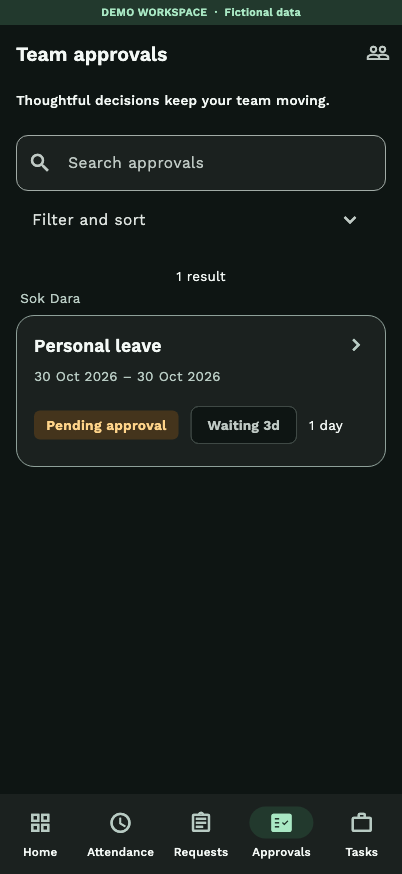 DEMO WORKSPACE · Fictional data
Team approvals
Thoughtful decisions keep your team moving.
Search approvals
Filter and sort
1 result
Sok Dara
Personal leave
30 Oct 2026 – 30 Oct 2026
Pending approval Waiting 3d 1 day
Home Attendance Requests Approvals Tasks